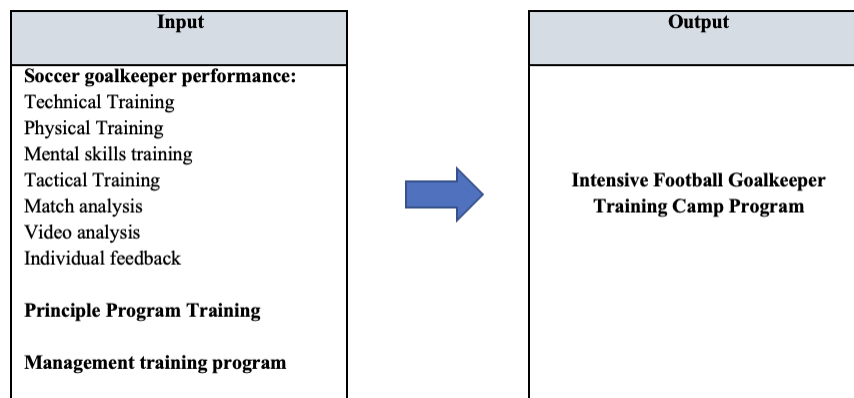 Input
Soccer goalkeeper performance:
Technical Training
Physical Training
Mental skills training
Tactical Training
Match analysis
Video analysis
Individual feedback
Principle Program Training
Management training program
Output
Intensive Football Goalkeeper
Training Camp Program